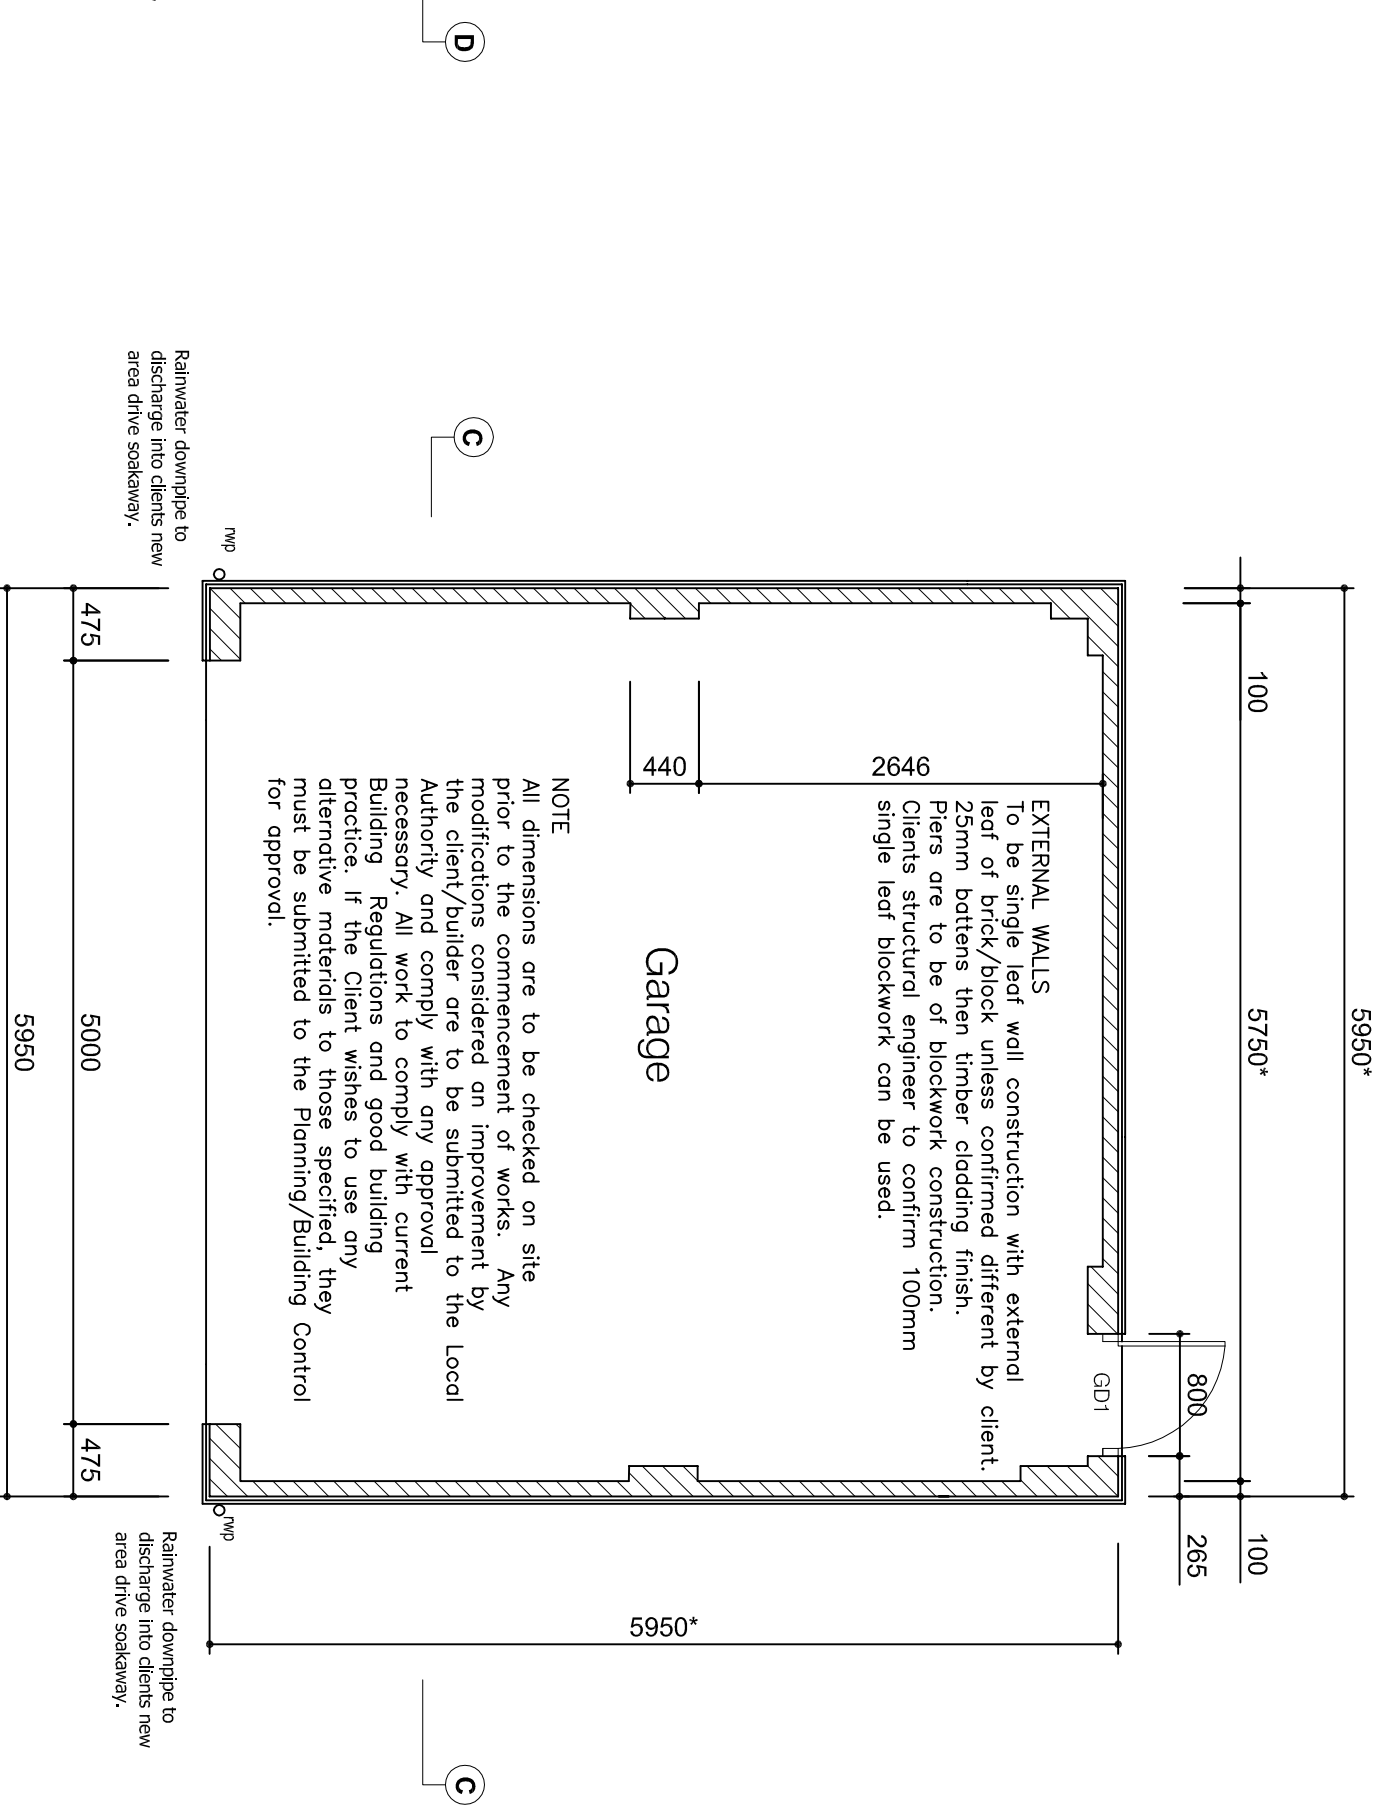 D
C
Rainwater downpipe to
discharge into clients new
area drive soakaway.
rwp
5950*
100
5750*
100
800
265
GD1
2646
440
EXTERNAL WALLS
To be single leaf wall construction with external
leaf of brick/block unless confirmed different by client.
25mm battens then timber cladding finish.
Piers are to be of blockwork construction.
Clients structural engineer to confirm 100mm
single leaf blockwork can be used.
Garage
NOTE
All dimensions are to be checked on site
prior to the commencement of works. Any
modifications considered an improvement by
the client/builder are to be submitted to the Local
Authority and comply with any approval
necessary. All work to comply with current
Building Regulations and good building
practice. If the Client wishes to use any
alternative materials to those specified, they
must be submitted to the Planning/Building Control
for approval.
475
5000
475
5950
rwp
Rainwater downpipe to
discharge into clients new
area drive soakaway.
5950*
C